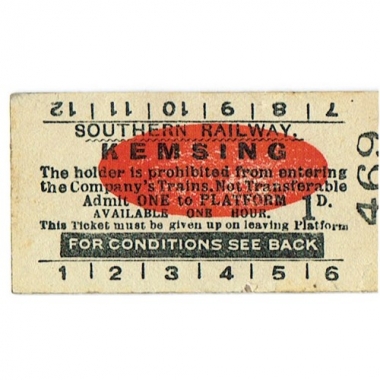 12 | 11 | 10 | 9 | 8 | 7
SOUTHERN RAILWAY.
KEMSING
The holder is prohibited from entering
the Company's Trains. Not Transferable
Admit ONE to PLATFORM 1D.
AVAILABLE ONE HOUR.
This Ticket must be given up on leaving Platform
FOR CONDITIONS SEE BACK
1 | 2 | 3 | 4 | 5 | 6
469